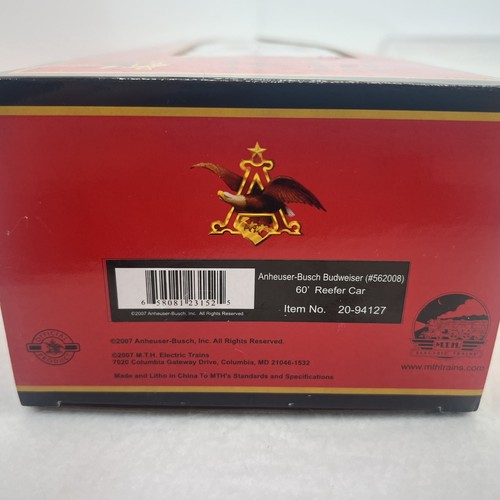 Anheuser-Busch Budweiser (#562008)
60' Reefer Car
Item No. 20-94127
6 58081 23152 5
©2007 Anheuser-Busch, Inc. All Rights Reserved
©2007 Anheuser-Busch, Inc. All Rights Reserved.
©2007 M.T.H. Electric Trains
7020 Columbia Gateway Drive, Columbia, MD 21046-1532
Made and Litho in China To MTH's Standards and Specifications
M.T.H.
ELECTRIC TRAINS
www.mthtrains.com